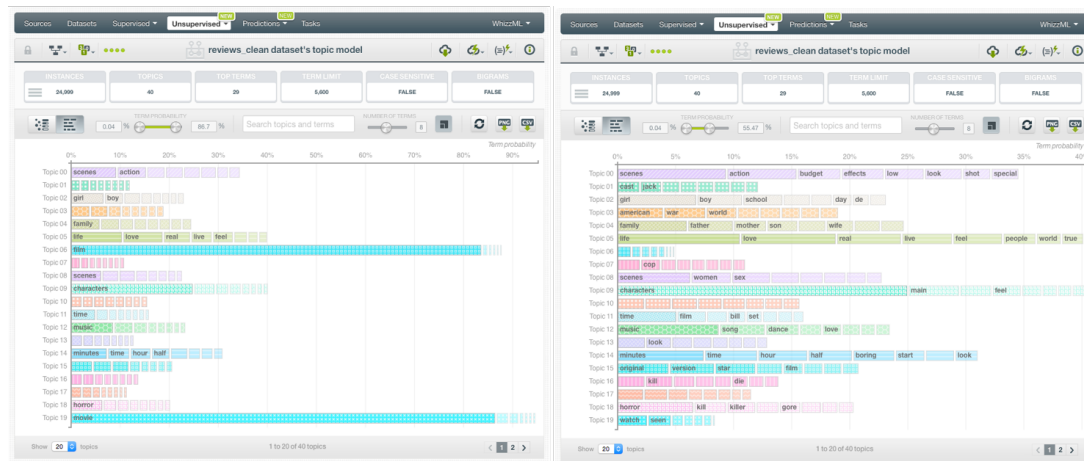 Sources Datasets Supervised Unsupervised NEW Predictions NEW Tasks WhizzML
reviews_clean dataset's topic model
INSTANCES TOPICS TOP TERMS TERM LIMIT CASE SENSITIVE BIGRAMS
24,999 40 29 5,600 FALSE FALSE
TERM PROBABILITY NUMBER OF TERMS
0.04 % 86.7 % Search topics and terms 8 PNG CSV
Term probability
0% 10% 20% 30% 40% 50% 60% 70% 80% 90%
Topic 00 scenes action
Topic 01
Topic 02 girl boy
Topic 03
Topic 04 family
Topic 05 life love real live feel
Topic 06 film
Topic 07
Topic 08 scenes
Topic 09 characters
Topic 10
Topic 11 time
Topic 12 music
Topic 13
Topic 14 minutes time hour half
Topic 15
Topic 16
Topic 17
Topic 18 horror
Topic 19 movie
Show 20 topics 1 to 20 of 40 topics < 1 2 >
Sources Datasets Supervised Unsupervised NEW Predictions NEW Tasks WhizzML
reviews_clean dataset's topic model
INSTANCES TOPICS TOP TERMS TERM LIMIT CASE SENSITIVE BIGRAMS
24,999 40 29 5,600 FALSE FALSE
TERM PROBABILITY NUMBER OF TERMS
0.04 % 55.47 % Search topics and terms 8 PNG CSV
Term probability
0% 5% 10% 15% 20% 25% 30% 35%
Topic 00 scenes action budget effects low look shot special
Topic 01 cast jack
Topic 02 girl boy school day de
Topic 03 american war world
Topic 04 family father mother son wife
Topic 05 life love real live feel people world true
Topic 06
Topic 07 cop
Topic 08 scenes women sex
Topic 09 characters main feel
Topic 10
Topic 11 time film bill set
Topic 12 music song dance love
Topic 13 look
Topic 14 minutes time hour half boring start look
Topic 15 original version star film
Topic 16 kill die
Topic 17
Topic 18 horror kill killer gore
Topic 19 watch seen
Show 20 topics 1 to 20 of 40 topics < 1 2 >